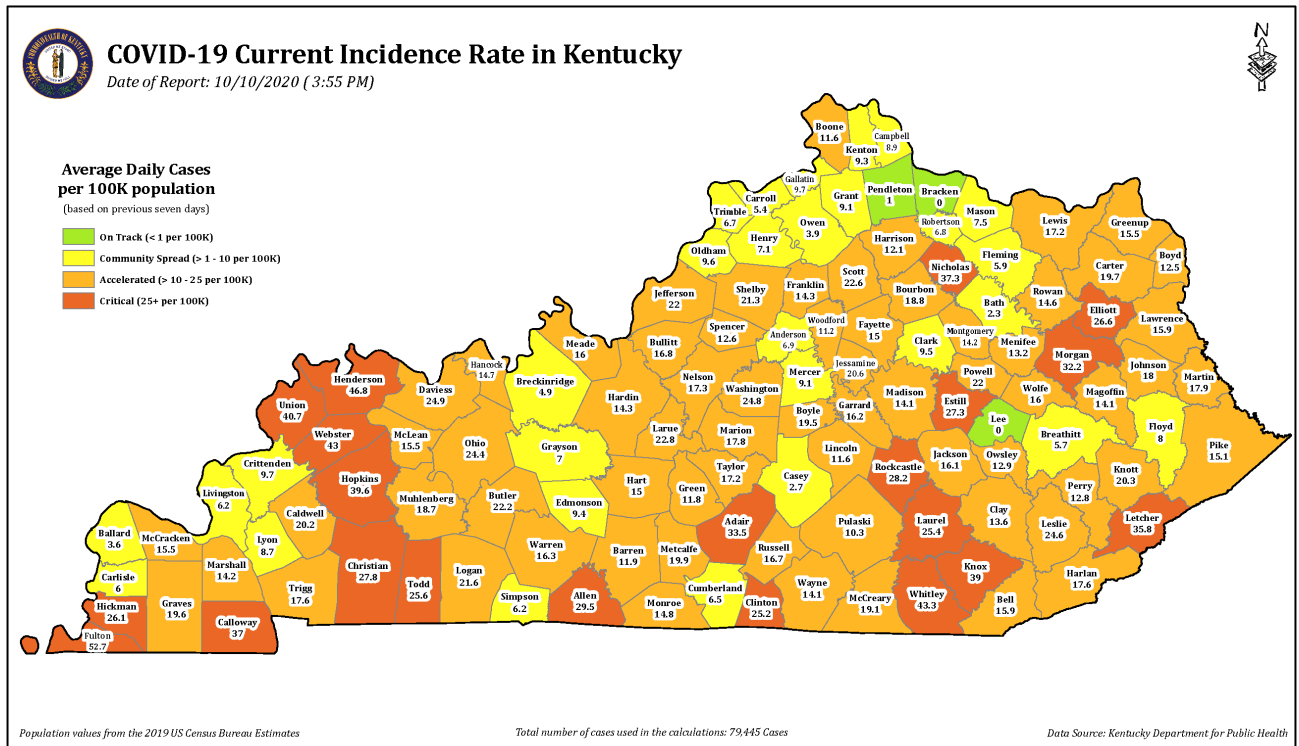 COVID-19 Current Incidence Rate in Kentucky
Date of Report: 10/10/2020 ( 3:55 PM)
N
Average Daily Cases
per 100K population
(based on previous seven days)
On Track (< 1 per 100K)
Community Spread (> 1 - 10 per 100K)
Accelerated (> 10 - 25 per 100K)
Critical (25+ per 100K)
Boone
11.6
Kenton
9.3
Campbell
8.9
Gallatin
9.7
Grant
9.1
Pendleton
1
Bracken
0
Carroll
5.4
Trimble
6.7
Owen
3.9
Robertson
6.8
Mason
7.5
Lewis
17.2
Greenup
15.5
Henry
7.1
Oldham
9.6
Harrison
12.1
Fleming
5.9
Boyd
12.5
Nicholas
37.3
Carter
19.7
Scott
22.6
Franklin
14.3
Shelby
21.3
Jefferson
22
Bourbon
18.8
Rowan
14.6
Bath
2.3
Elliott
26.6
Lawrence
15.9
Woodford
11.2
Fayette
15
Spencer
12.6
Anderson
6.9
Bullitt
16.8
Meade
16
Clark
9.5
Montgomery
14.2
Menifee
13.2
Morgan
32.2
Hancock
14.7
Jessamine
20.6
Mercer
9.1
Powell
22
Johnson
18
Martin
17.9
Henderson
46.8
Daviess
24.9
Breckinridge
4.9
Nelson
17.3
Washington
24.8
Madison
14.1
Wolfe
16
Magoffin
14.1
Hardin
14.3
Union
40.7
Boyle
19.5
Garrard
16.2
Estill
27.3
Lee
0
Webster
43
McLean
15.5
Ohio
24.4
Grayson
7
Larue
22.8
Marion
17.8
Breathitt
5.7
Floyd
8
Pike
15.1
Lincoln
11.6
Jackson
16.1
Owsley
12.9
Crittenden
9.7
Hopkins
39.6
Taylor
17.2
Casey
2.7
Rockcastle
28.2
Knott
20.3
Hart
15
Green
11.8
Perry
12.8
Livingston
6.2
Muhlenberg
18.7
Butler
22.2
Edmonson
9.4
Caldwell
20.2
Adair
33.5
Pulaski
10.3
Laurel
25.4
Clay
13.6
Leslie
24.6
Letcher
35.8
Ballard
3.6
McCracken
15.5
Lyon
8.7
Warren
16.3
Barren
11.9
Metcalfe
19.9
Russell
16.7
Marshall
14.2
Christian
27.8
Logan
21.6
Knox
39
Harlan
17.6
Carlisle
6
Todd
25.6
Trigg
17.6
Simpson
6.2
Allen
29.5
Monroe
14.8
Cumberland
6.5
Clinton
25.2
Wayne
14.1
McCreary
19.1
Whitley
43.3
Bell
15.9
Hickman
26.1
Graves
19.6
Calloway
37
Fulton
52.7
Population values from the 2019 US Census Bureau Estimates
Total number of cases used in the calculations: 79,445 Cases
Data Source: Kentucky Department for Public Health